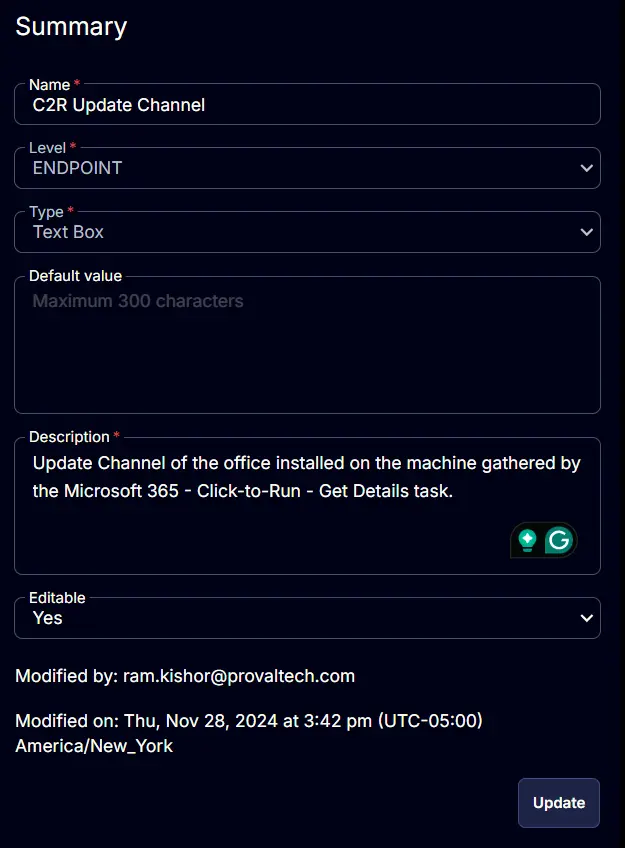 Summary
Name *
C2R Update Channel
Level *
ENDPOINT
Type *
Text Box
Default value
Maximum 300 characters
Description *
Update Channel of the office installed on the machine gathered by
the Microsoft 365 - Click-to-Run - Get Details task.
G
Editable
Yes
Modified by: ram.kishor@provaltech.com
Modified on: Thu, Nov 28, 2024 at 3:42 pm (UTC-05:00)
America/New_York
Update